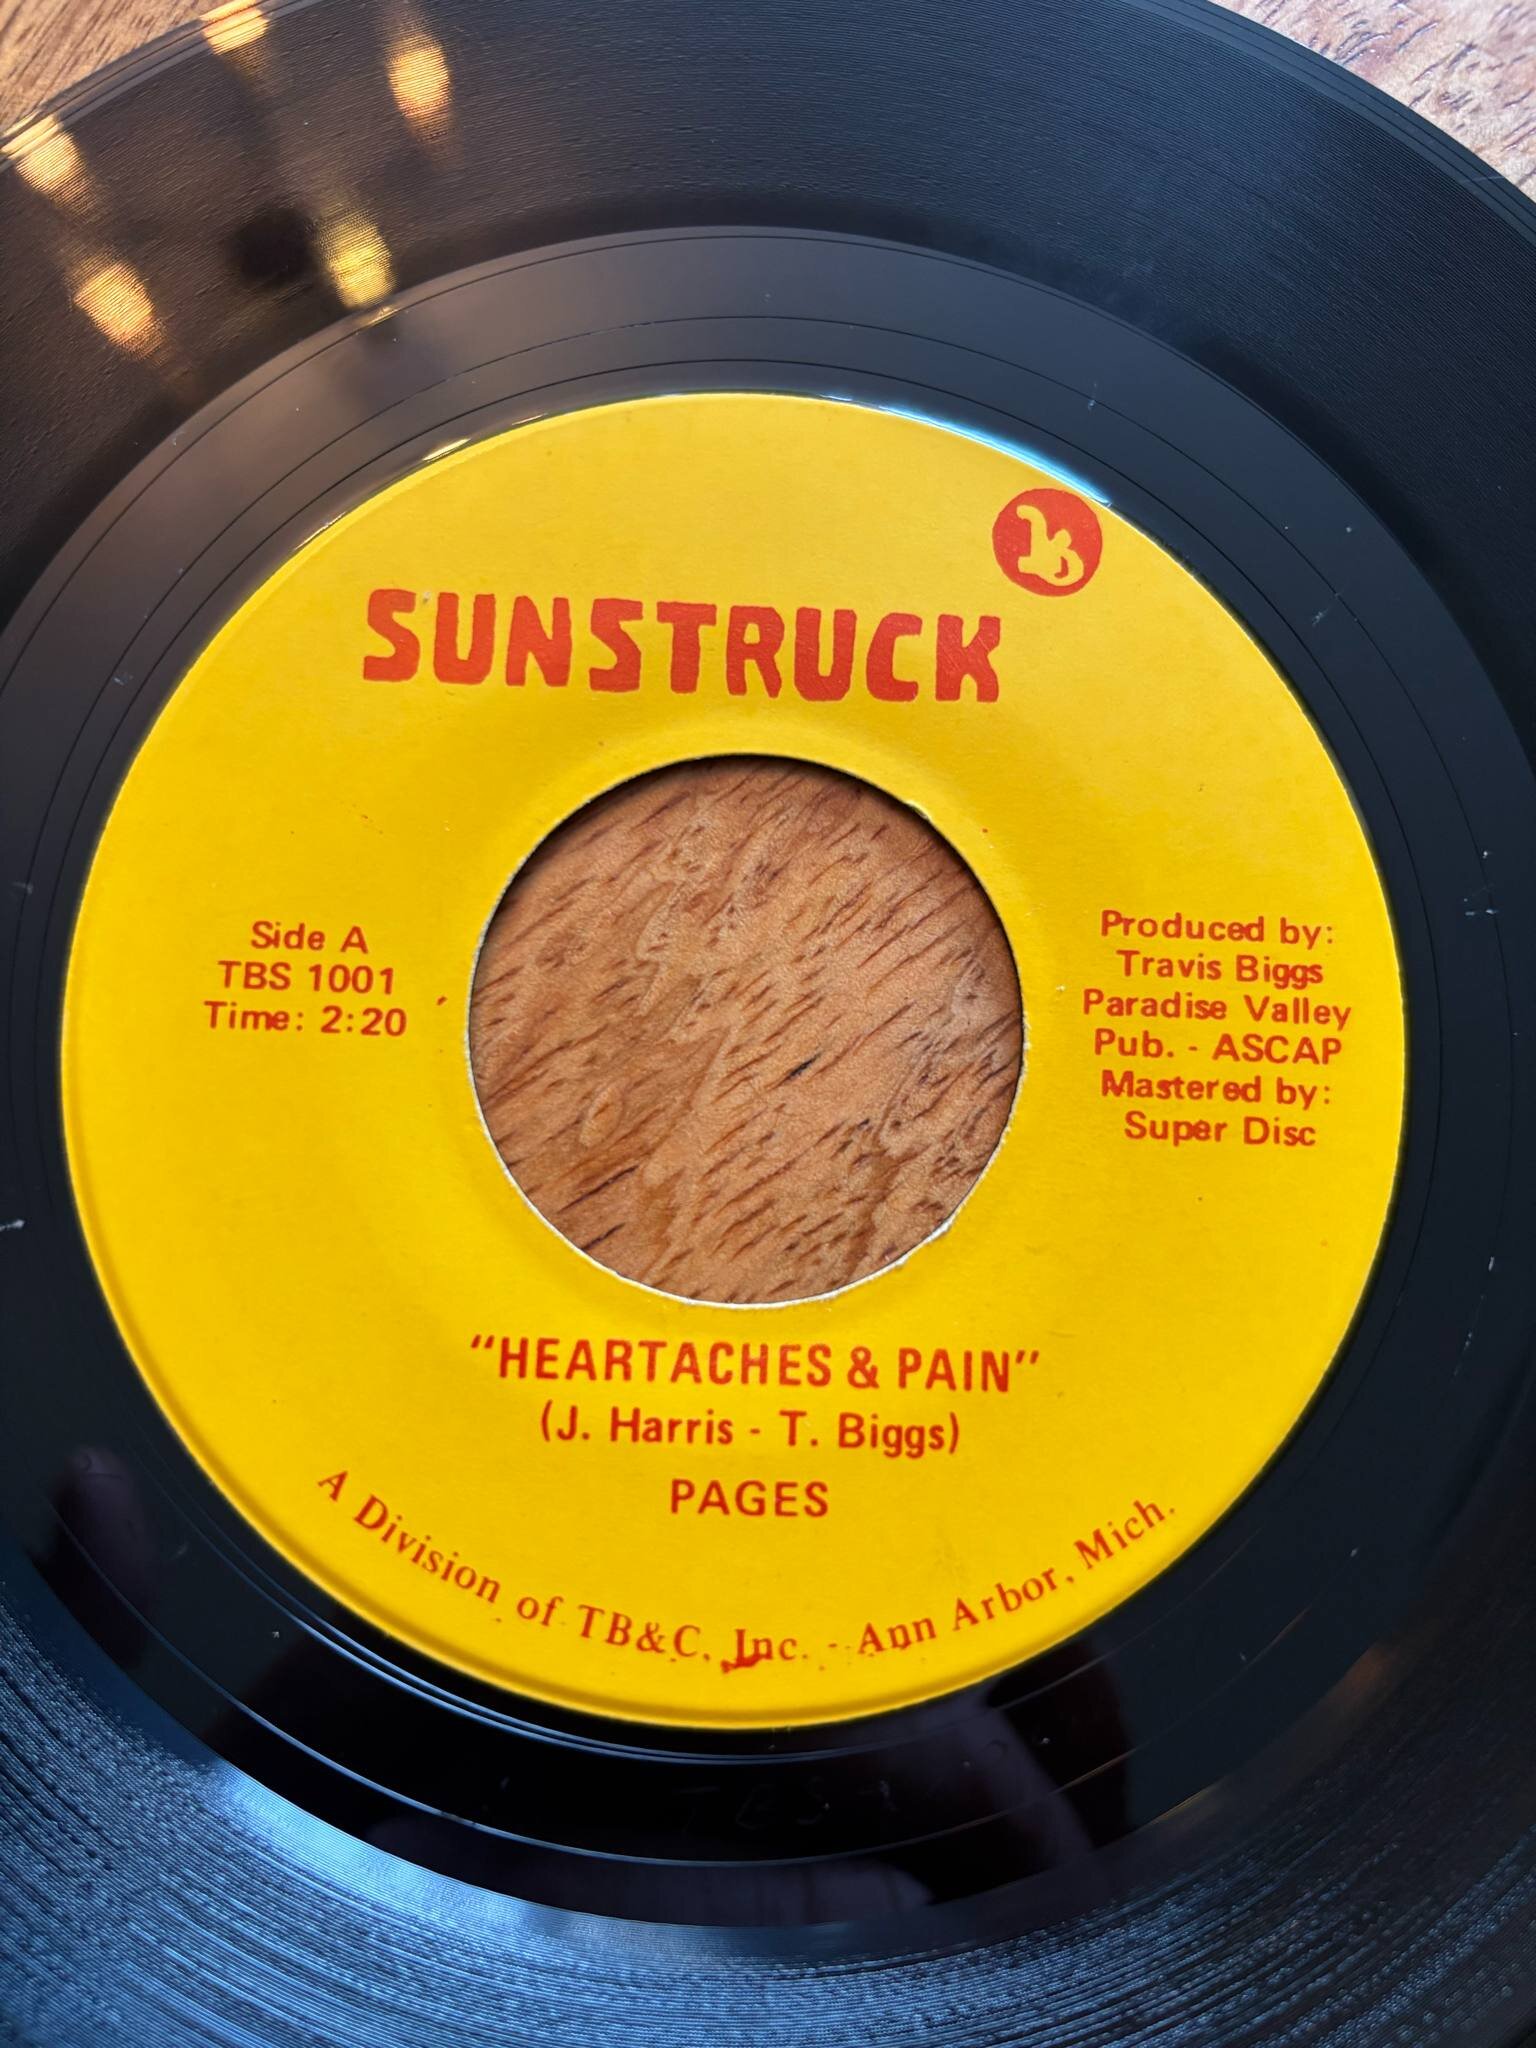 SUNSTRUCK
Side A
TBS 1001
Time: 2:20
Produced by:
Travis Biggs
Paradise Valley
Pub. - ASCAP
Mastered by:
Super Disc
"HEARTACHES & PAIN"
(J. Harris - T. Biggs)
PAGES
A Division of TB&C, Inc. - Ann Arbor, Mich.